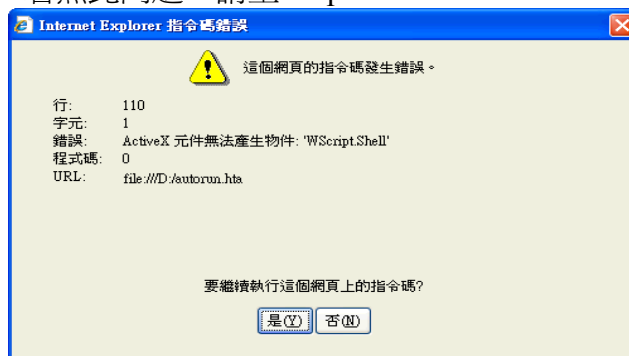 Internet Explorer 指令碼錯誤
這個網頁的指令碼發生錯誤。
行: 110
字元: 1
錯誤: ActiveX 元件無法產生物件: 'WScript.Shell'
程式碼: 0
URL: file:///D:/autorun.hta
要繼續執行這個網頁上的指令碼?
是(Y) 否(N)